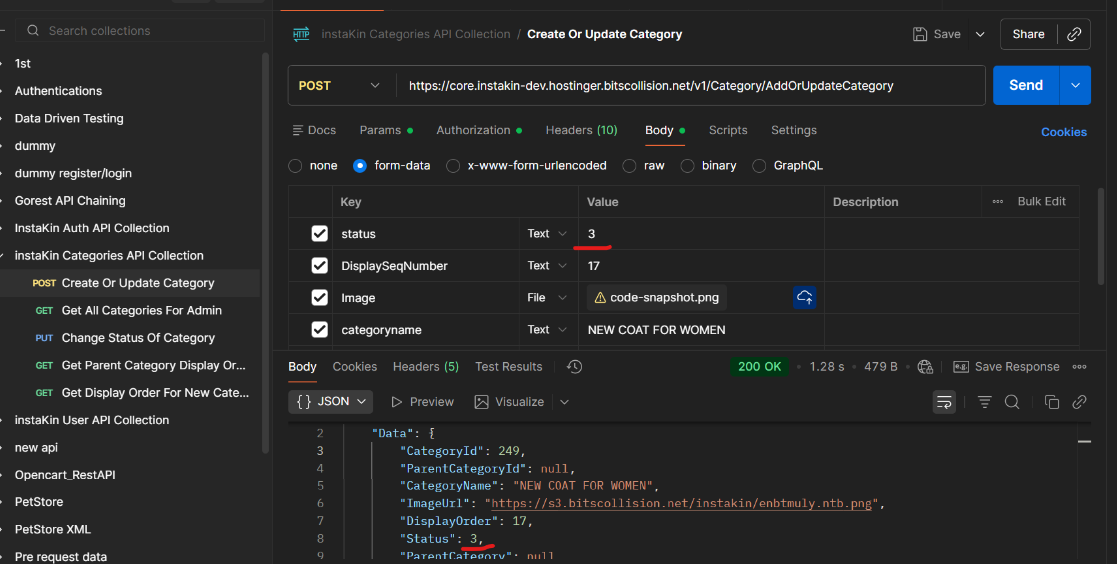 Search collections
1st
Authentications
Data Driven Testing
dummy
dummy register/login
Gorest API Chaining
InstaKin Auth API Collection
instaKin Categories API Collection
POST Create Or Update Category
GET Get All Categories For Admin
PUT Change Status Of Category
GET Get Parent Category Display Or...
GET Get Display Order For New Cate...
instaKin User API Collection
new api
Opencart_RestAPI
PetStore
PetStore XML
Pre request data
HTTP instaKin Categories API Collection / Create Or Update Category
Save
Share
POST
https://core.instakin-dev.hostinger.bitscollision.net/v1/Category/AddOrUpdateCategory
Send
Docs Params Authorization Headers (10) Body Scripts Settings
Cookies
none form-data x-www-form-urlencoded raw binary GraphQL
Key Value Description ... Bulk Edit
status Text 3
DisplaySeqNumber Text 17
Image File code-snapshot.png
categoryname Text NEW COAT FOR WOMEN
Body Cookies Headers (5) Test Results
200 OK • 1.28 s • 479 B
e.g. Save Response ...
{} JSON Preview Visualize
2 "Data": {
3 "CategoryId": 249,
4 "ParentCategoryId": null,
5 "CategoryName": "NEW COAT FOR WOMEN",
6 "ImageUrl": "https://s3.bitscollision.net/instakin/enbtmuly.ntb.png",
7 "DisplayOrder": 17,
8 "Status": 3,
9 "ParentCategory": null